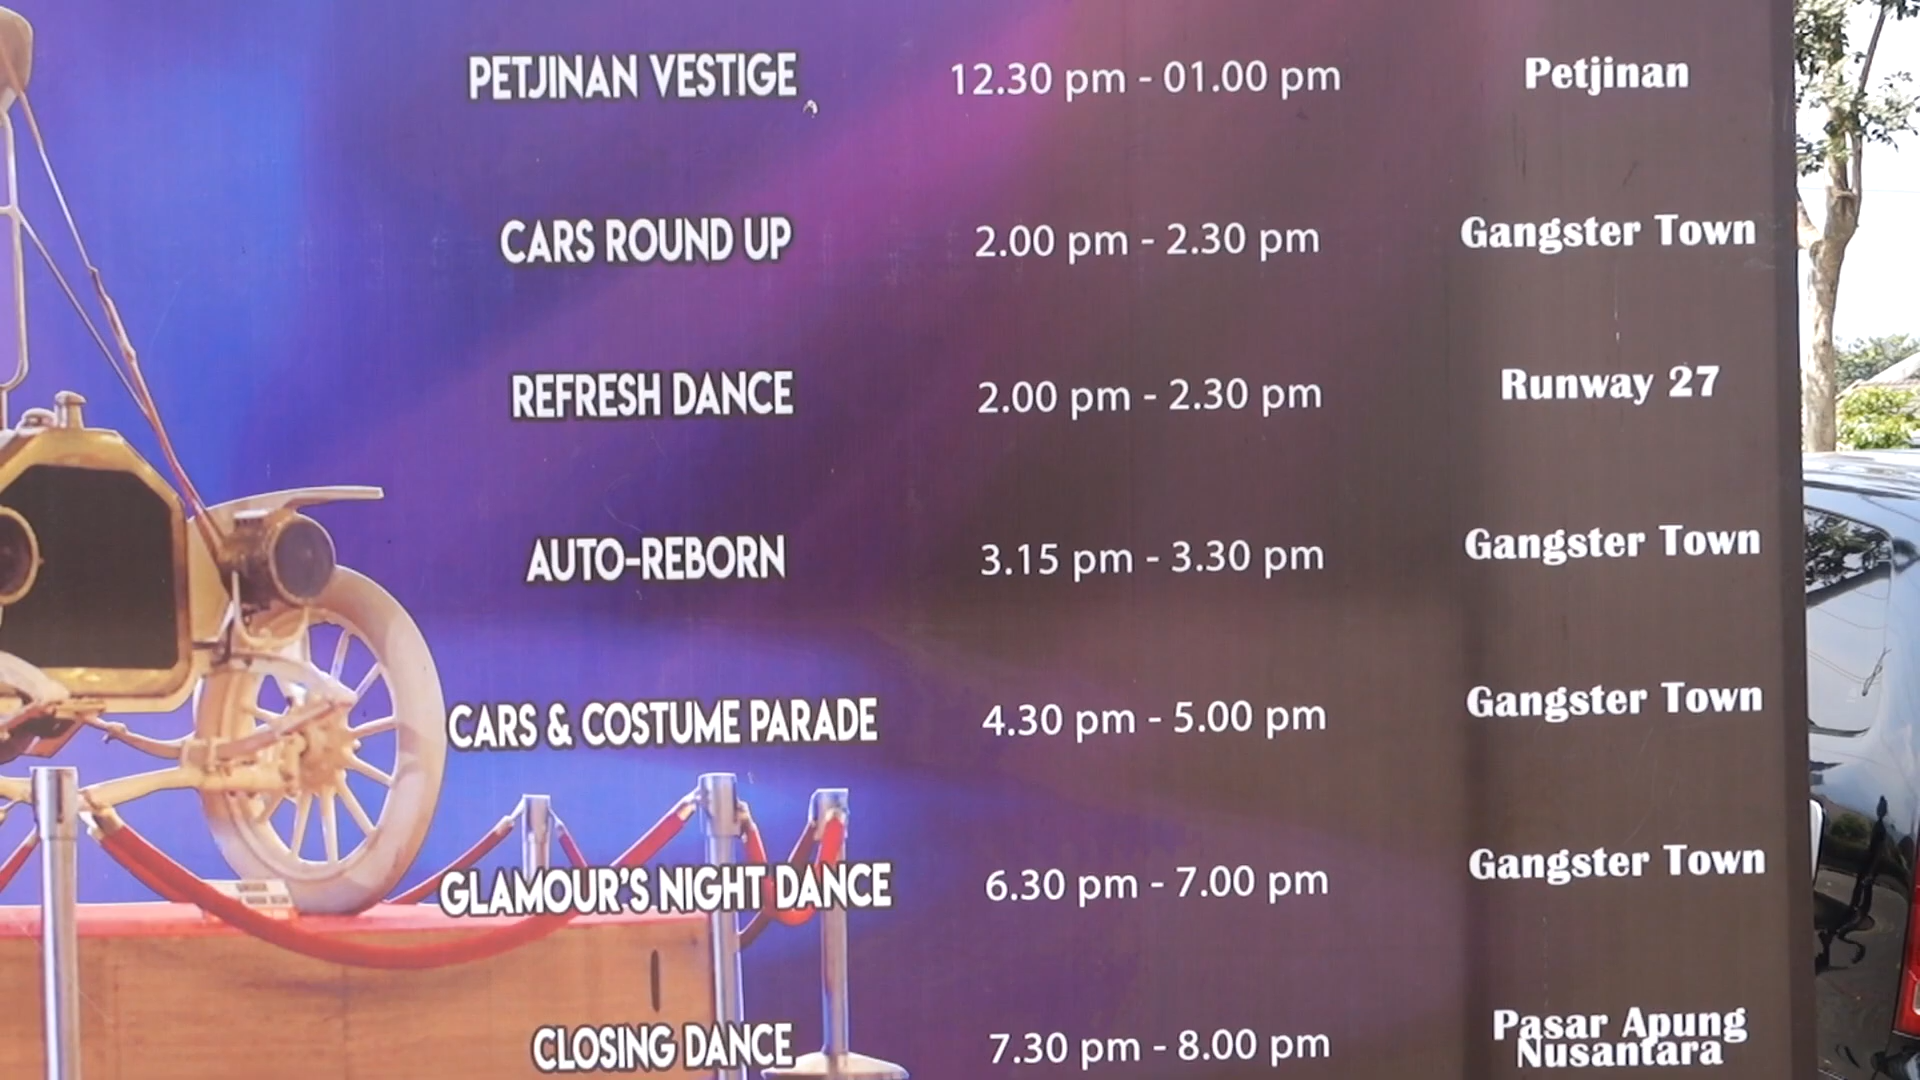 PETJINAN VESTIGE 12.30 pm - 01.00 pm Petjinan
CARS ROUND UP 2.00 pm - 2.30 pm Gangster Town
REFRESH DANCE 2.00 pm - 2.30 pm Runway 27
AUTO-REBORN 3.15 pm - 3.30 pm Gangster Town
CARS & COSTUME PARADE 4.30 pm - 5.00 pm Gangster Town
GLAMOUR'S NIGHT DANCE 6.30 pm - 7.00 pm Gangster Town
CLOSING DANCE 7.30 pm - 8.00 pm Pasar Apung
Nusantara